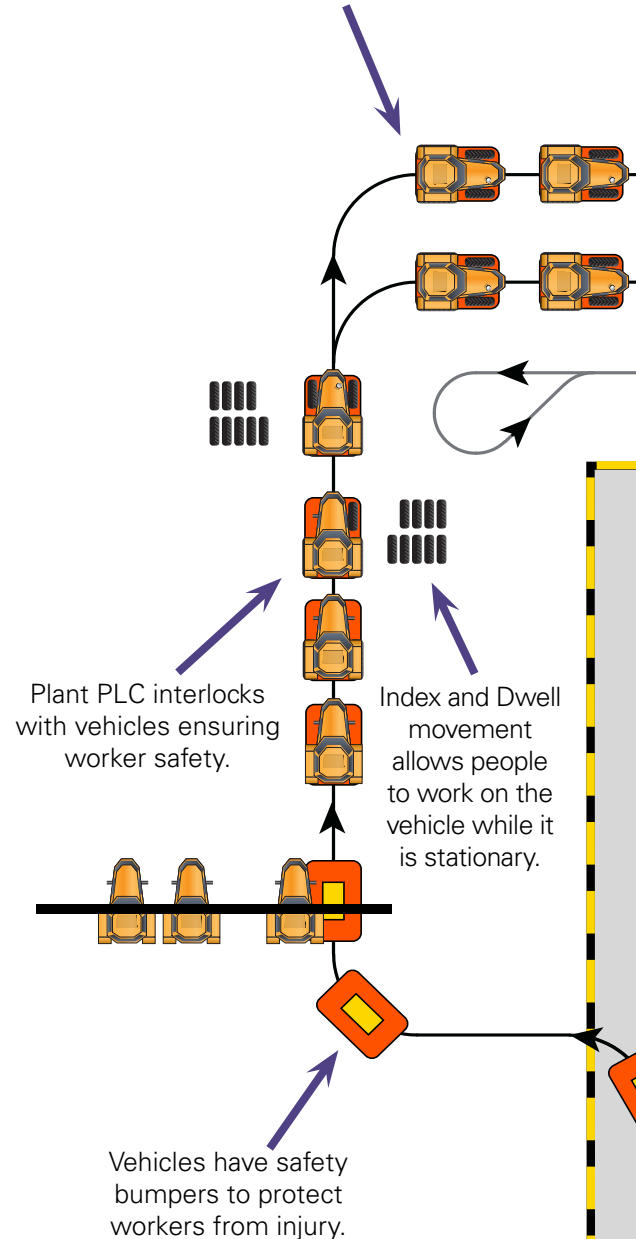 Plant PLC interlocks
with vehicles ensuring
worker safety.
Index and Dwell
movement
allows people
to work on the
vehicle while it
is stationary.
Vehicles have safety
bumpers to protect
workers from injury.